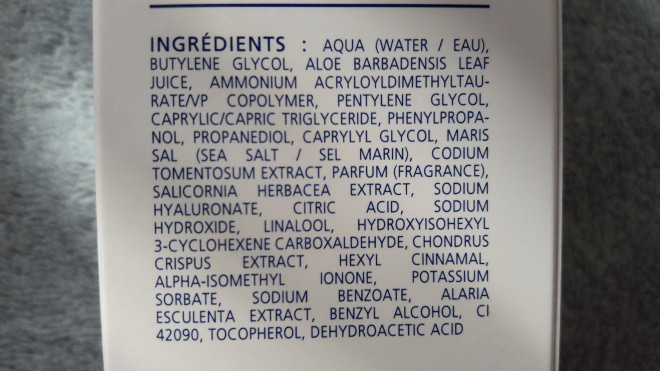 INGRÉDIENTS : AQUA (WATER / EAU),
BUTYLENE GLYCOL, ALOE BARBADENSIS LEAF
JUICE, AMMONIUM ACRYLOYLDIMETHYLTAU-
RATE/VP COPOLYMER, PENTYLENE GLYCOL,
CAPRYLIC/CAPRIC TRIGLYCERIDE, PHENYLPROPA-
NOL, PROPANEDIOL, CAPRYLYL GLYCOL, MARIS
SAL (SEA SALT / SEL MARIN), CODIUM
TOMENTOSUM EXTRACT, PARFUM (FRAGRANCE),
SALICORNIA HERBACEA EXTRACT, SODIUM
HYALURONATE, CITRIC ACID, SODIUM
HYDROXIDE, LINALOOL, HYDROXYISOHEXYL
3-CYCLOHEXENE CARBOXALDEHYDE, CHONDRUS
CRISPUS EXTRACT, HEXYL CINNAMAL,
ALPHA-ISOMETHYL IONONE, POTASSIUM
SORBATE, SODIUM BENZOATE, ALARIA
ESCULENTA EXTRACT, BENZYL ALCOHOL, CI
42090, TOCOPHEROL, DEHYDROACETIC ACID